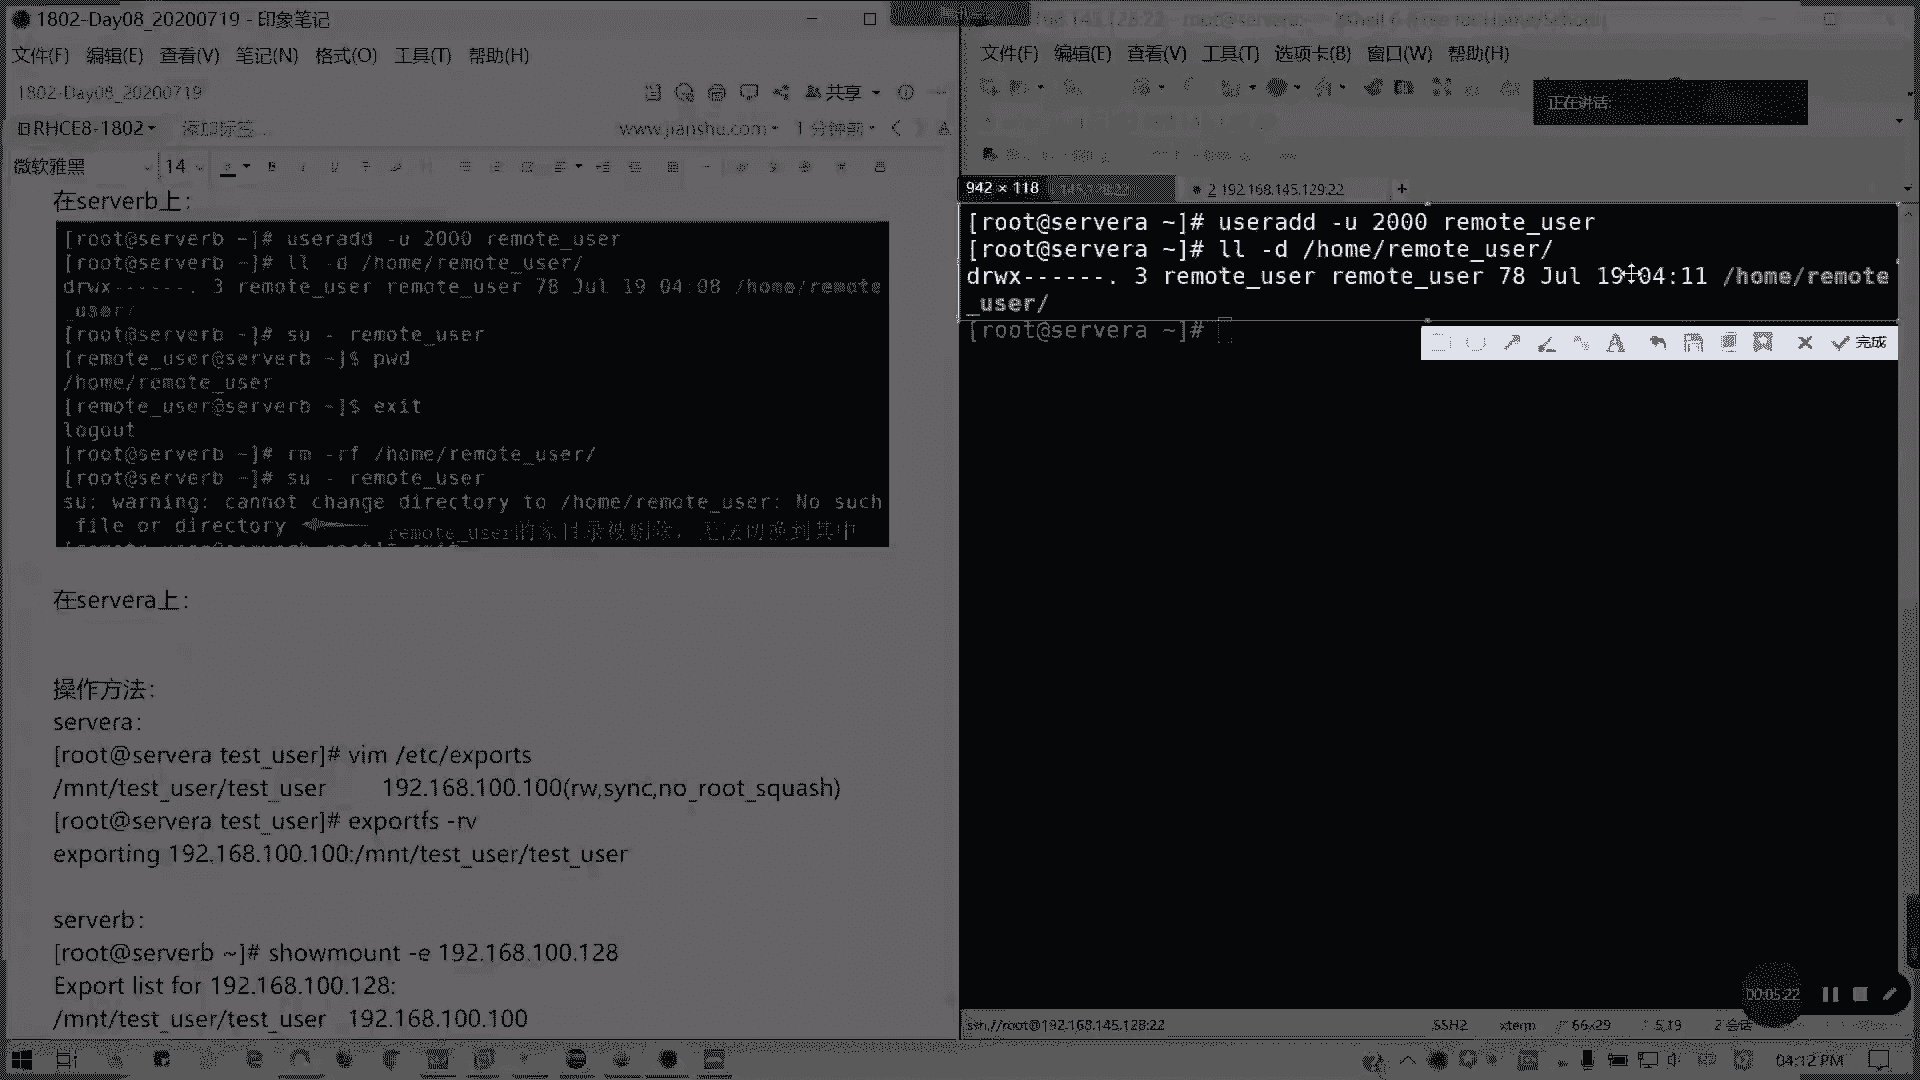 1802-Day08_20200719 - 印象笔记
文件(F) 编辑(E) 查看(V) 笔记(N) 格式(O) 工具(T) 帮助(H)
1802-Day08_20200719
共享
RHCE8-1802
添加标签...
www.jianshu.com
1 分钟前
微软雅黑
14
在serverb上:
[root@serverb ~]# useradd -u 2000 remote_user
[root@serverb ~]# ll -d /home/remote_user/
drwx------. 3 remote_user remote_user 78 Jul 19 04:08 /home/remote
_user/
[root@serverb ~]# su - remote_user
[remote_user@serverb ~]$ pwd
/home/remote_user
[remote_user@serverb ~]$ exit
logout
[root@serverb ~]# rm -rf /home/remote_user/
[root@serverb ~]# su - remote_user
su: warning: cannot change directory to /home/remote_user: No such
file or directory
remote_user的家目录被删除，无法切换到其中
在servera上:
操作方法:
servera:
[root@servera test_user]# vim /etc/exports
/mnt/test_user/test_user 192.168.100.100(rw,sync,no_root_squash)
[root@servera test_user]# exportfs -rv
exporting 192.168.100.100:/mnt/test_user/test_user
serverb:
[root@serverb ~]# showmount -e 192.168.100.128
Export list for 192.168.100.128:
/mnt/test_user/test_user 192.168.100.100
文件(F) 编辑(E) 查看(V) 工具(T) 选项卡(B) 窗口(W) 帮助(H)
正在讲话:
942 × 118
2 192.168.145.129:22
+
[root@servera ~]# useradd -u 2000 remote_user
[root@servera ~]# ll -d /home/remote_user/
drwx------. 3 remote_user remote_user 78 Jul 19 04:11 /home/remote
_user/
[root@servera ~]#
完成
00:05:22
ssh://root@192.168.145.128:22
SSH2
xterm
66x29
5,19
2 会话
04:12 PM